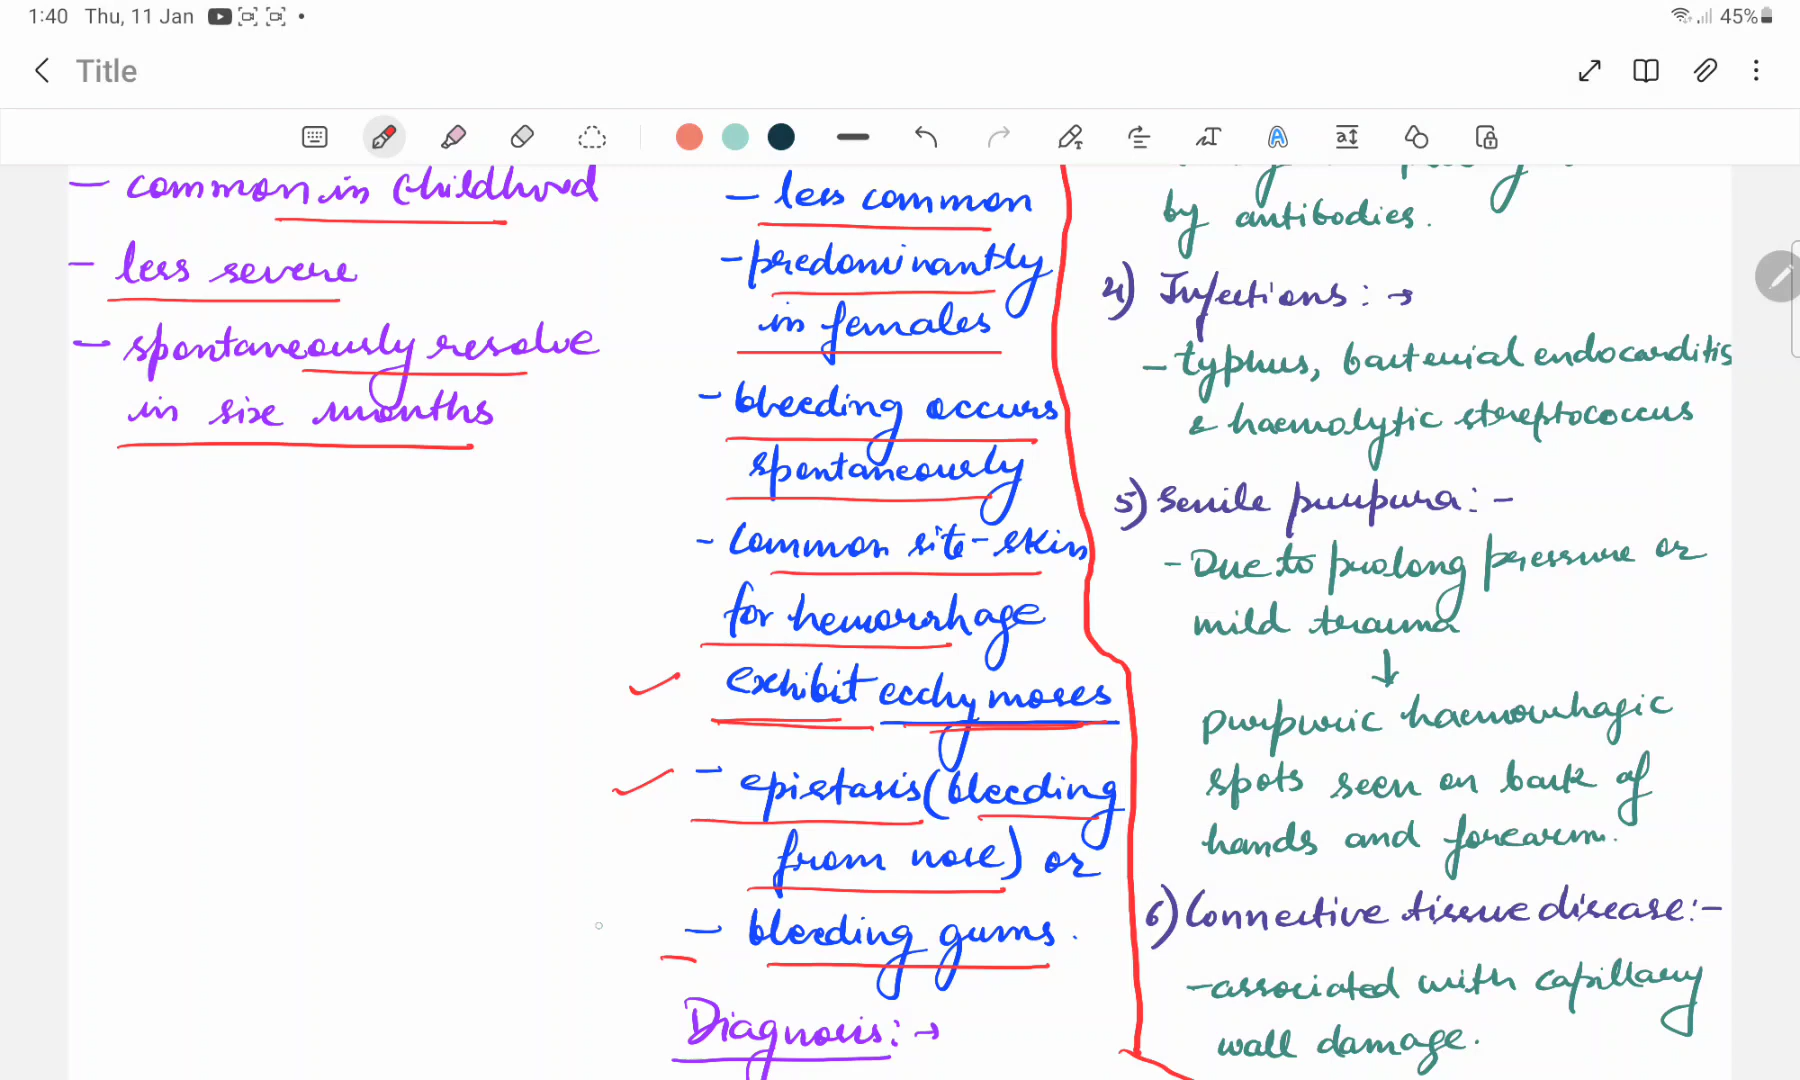 1:40 Thu, 11 Jan
45%
Title
- common in childhood
- less severe
- spontaneously resolve
in six months
- less common
- predominantly
in females
- bleeding occurs
spontaneously
- common site - skin
for hemorrhage
exhibit ecchymoses
- epistasis (bleeding
from nose) or
- bleeding gums.
Diagnosis: →
by antibodies.
4) Infections: →
- typhus, bacterial endocarditis
& haemolytic streptococcus
5) Senile purpura: -
- Due to prolong pressure or
mild trauma
↓
purpuric haemorrhagic
spots seen on back of
hands and forearm.
6) Connective tissue disease: -
- associated with capillary
wall damage.